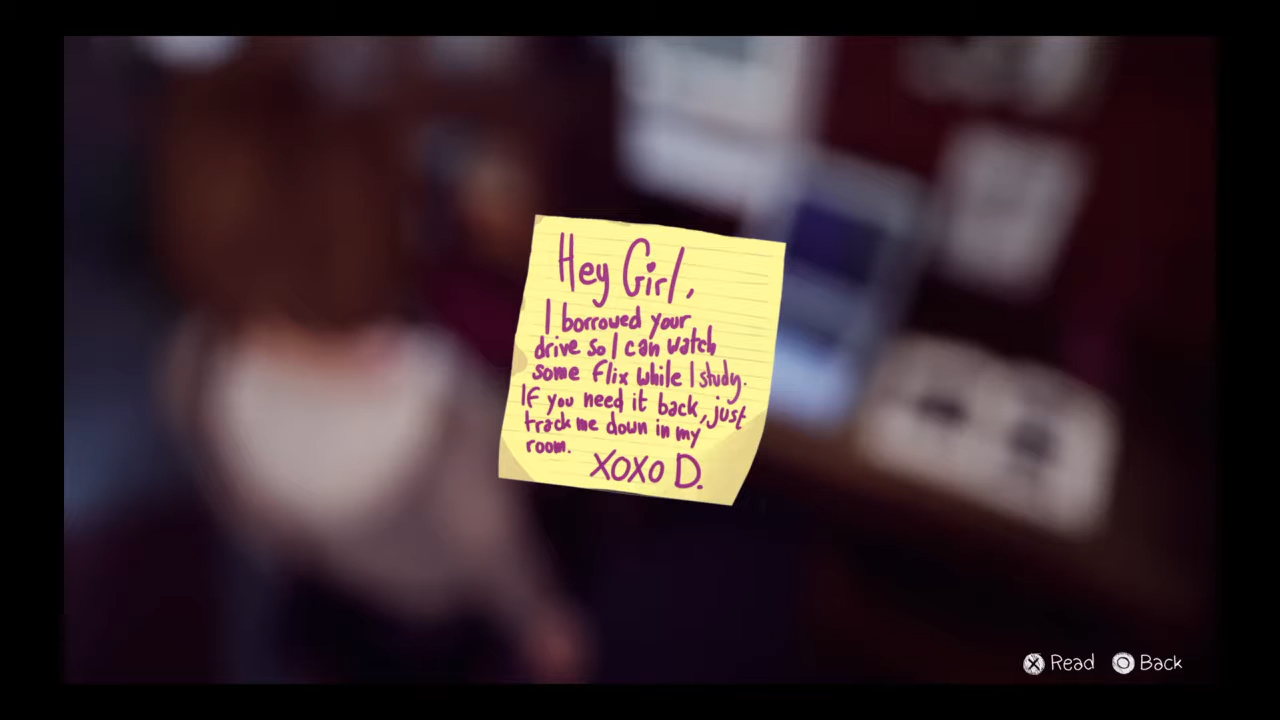 Hey Girl,
I borrowed your
drive so I can watch
some Flix while I study.
If you need it back, just
track me down in my
room.
XOXO D.
Read
Back